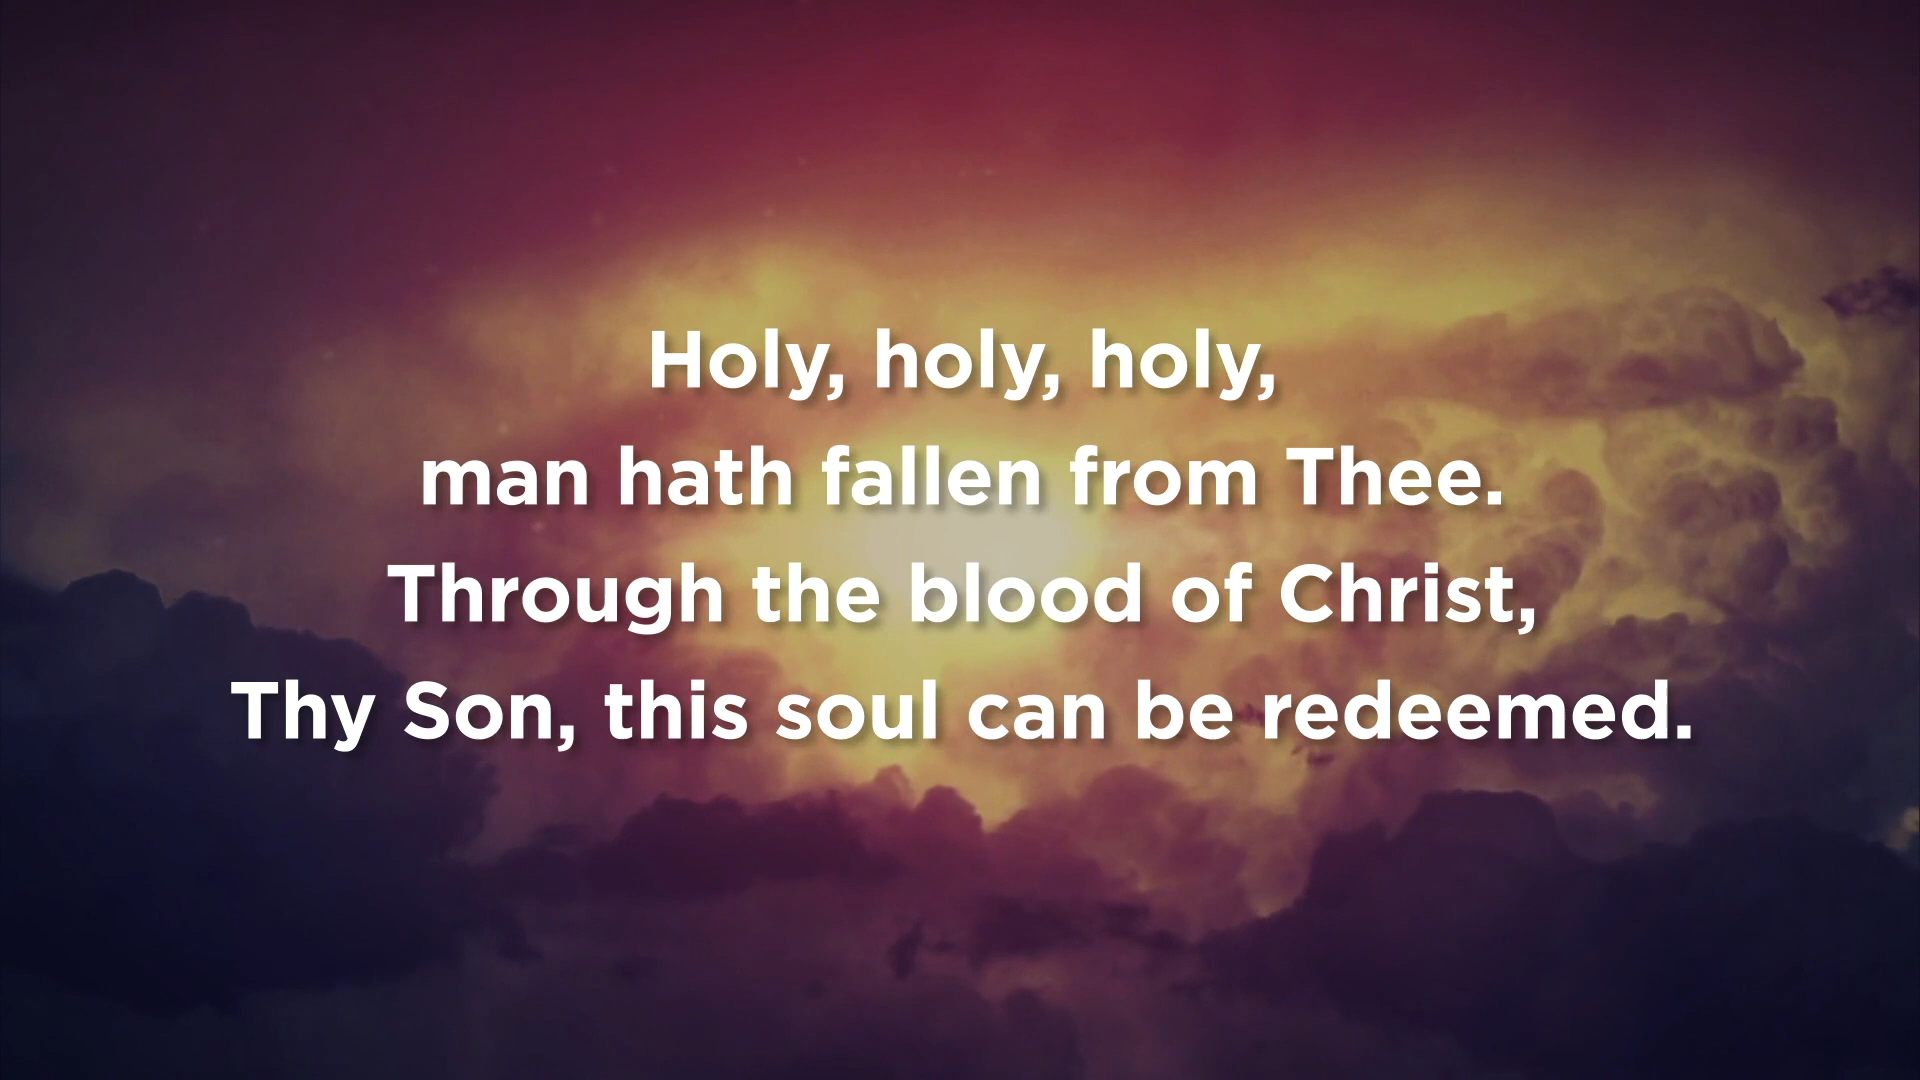 Holy, holy, holy,
man hath fallen from Thee.
Through the blood of Christ,
Thy Son, this soul can be redeemed.